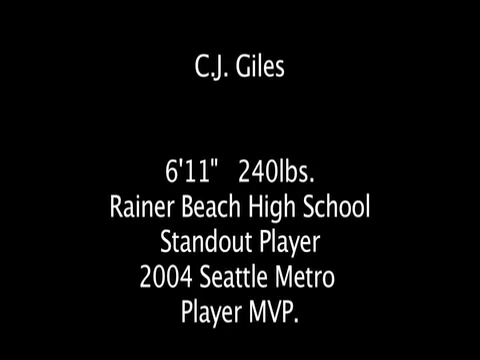 C.J. Giles
6'11" 240lbs.
Rainer Beach High School
Standout Player
2004 Seattle Metro
Player MVP.